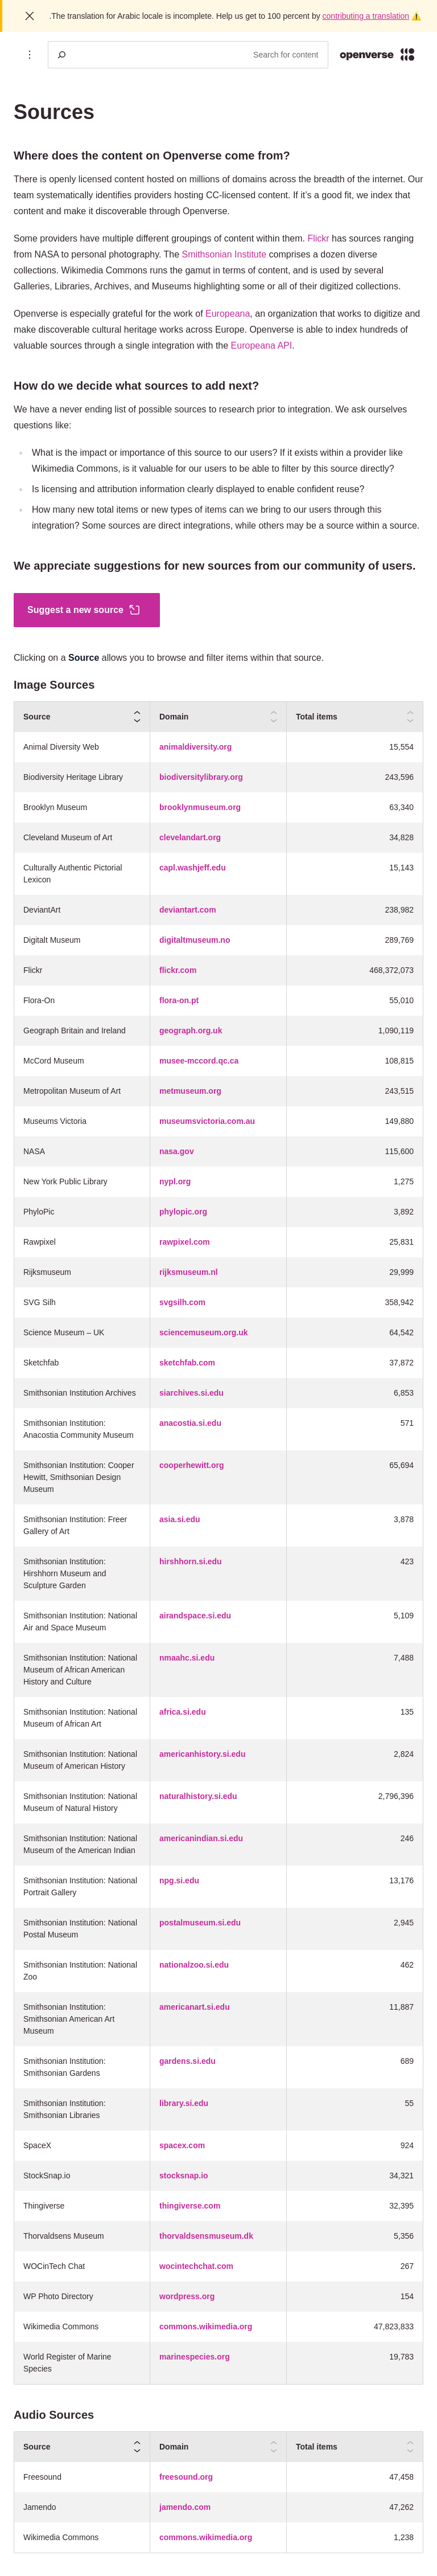 .The translation for Arabic locale is incomplete. Help us get to 100 percent by contributing a translation
Search for content
openverse
Sources
Where does the content on Openverse come from?
There is openly licensed content hosted on millions of domains across the breadth of the internet. Our
team systematically identifies providers hosting CC-licensed content. If it's a good fit, we index that
content and make it discoverable through Openverse.
Some providers have multiple different groupings of content within them. Flickr has sources ranging
from NASA to personal photography. The Smithsonian Institute comprises a dozen diverse
collections. Wikimedia Commons runs the gamut in terms of content, and is used by several
Galleries, Libraries, Archives, and Museums highlighting some or all of their digitized collections.
Openverse is especially grateful for the work of Europeana, an organization that works to digitize and
make discoverable cultural heritage works across Europe. Openverse is able to index hundreds of
valuable sources through a single integration with the Europeana API.
How do we decide what sources to add next?
We have a never ending list of possible sources to research prior to integration. We ask ourselves
questions like:
What is the impact or importance of this source to our users? If it exists within a provider like
Wikimedia Commons, is it valuable for our users to be able to filter by this source directly?
Is licensing and attribution information clearly displayed to enable confident reuse?
How many new total items or new types of items can we bring to our users through this
integration? Some sources are direct integrations, while others may be a source within a source.
We appreciate suggestions for new sources from our community of users.
Suggest a new source
Clicking on a Source allows you to browse and filter items within that source.
Image Sources
Source Domain Total items
Animal Diversity Web animaldiversity.org 15,554
Biodiversity Heritage Library biodiversitylibrary.org 243,596
Brooklyn Museum brooklynmuseum.org 63,340
Cleveland Museum of Art clevelandart.org 34,828
Culturally Authentic Pictorial capl.washjeff.edu 15,143
Lexicon
DeviantArt deviantart.com 238,982
Digitalt Museum digitaltmuseum.no 289,769
Flickr flickr.com 468,372,073
Flora-On flora-on.pt 55,010
Geograph Britain and Ireland geograph.org.uk 1,090,119
McCord Museum musee-mccord.qc.ca 108,815
Metropolitan Museum of Art metmuseum.org 243,515
Museums Victoria museumsvictoria.com.au 149,880
NASA nasa.gov 115,600
New York Public Library nypl.org 1,275
PhyloPic phylopic.org 3,892
Rawpixel rawpixel.com 25,831
Rijksmuseum rijksmuseum.nl 29,999
SVG Silh svgsilh.com 358,942
Science Museum – UK sciencemuseum.org.uk 64,542
Sketchfab sketchfab.com 37,872
Smithsonian Institution Archives siarchives.si.edu 6,853
Smithsonian Institution: anacostia.si.edu 571
Anacostia Community Museum
Smithsonian Institution: Cooper cooperhewitt.org 65,694
Hewitt, Smithsonian Design
Museum
Smithsonian Institution: Freer asia.si.edu 3,878
Gallery of Art
Smithsonian Institution: hirshhorn.si.edu 423
Hirshhorn Museum and
Sculpture Garden
Smithsonian Institution: National airandspace.si.edu 5,109
Air and Space Museum
Smithsonian Institution: National nmaahc.si.edu 7,488
Museum of African American
History and Culture
Smithsonian Institution: National africa.si.edu 135
Museum of African Art
Smithsonian Institution: National americanhistory.si.edu 2,824
Museum of American History
Smithsonian Institution: National naturalhistory.si.edu 2,796,396
Museum of Natural History
Smithsonian Institution: National americanindian.si.edu 246
Museum of the American Indian
Smithsonian Institution: National npg.si.edu 13,176
Portrait Gallery
Smithsonian Institution: National postalmuseum.si.edu 2,945
Postal Museum
Smithsonian Institution: National nationalzoo.si.edu 462
Zoo
Smithsonian Institution: americanart.si.edu 11,887
Smithsonian American Art
Museum
Smithsonian Institution: gardens.si.edu 689
Smithsonian Gardens
Smithsonian Institution: library.si.edu 55
Smithsonian Libraries
SpaceX spacex.com 924
StockSnap.io stocksnap.io 34,321
Thingiverse thingiverse.com 32,395
Thorvaldsens Museum thorvaldsensmuseum.dk 5,356
WOCinTech Chat wocintechchat.com 267
WP Photo Directory wordpress.org 154
Wikimedia Commons commons.wikimedia.org 47,823,833
World Register of Marine marinespecies.org 19,783
Species
Audio Sources
Source Domain Total items
Freesound freesound.org 47,458
Jamendo jamendo.com 47,262
Wikimedia Commons commons.wikimedia.org 1,238